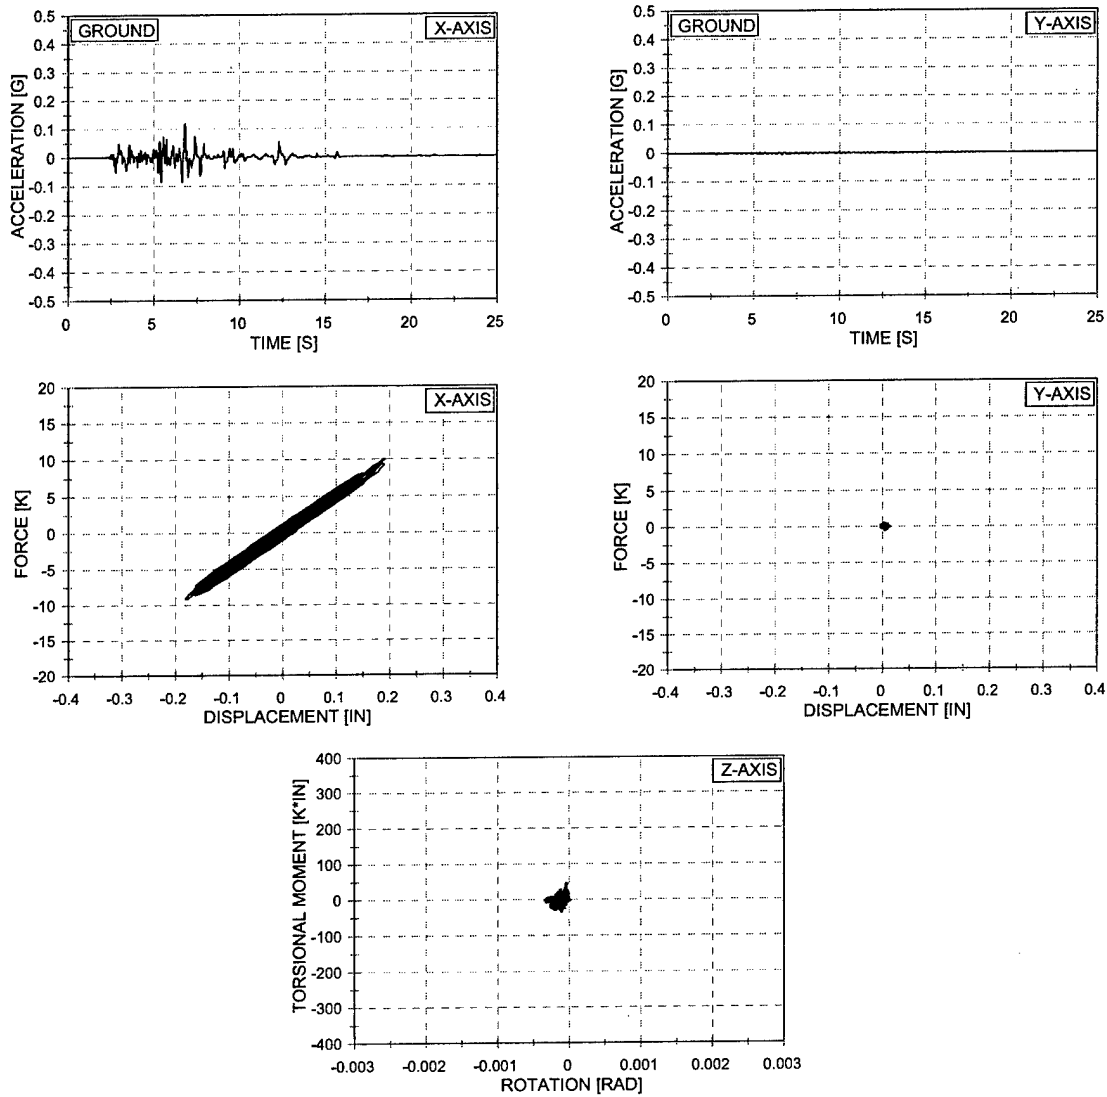 GROUND X-AXIS
0.5
0.4
0.3
0.2
0.1
0
-0.1
-0.2
-0.3
-0.4
-0.5
ACCELERATION [G]
0 5 10 15 20 25
TIME [S]
GROUND Y-AXIS
0.5
0.4
0.3
0.2
0.1
0
-0.1
-0.2
-0.3
-0.4
-0.5
ACCELERATION [G]
0 5 10 15 20 25
TIME [S]
X-AXIS
20
15
10
5
0
-5
-10
-15
-20
FORCE [K]
-0.4 -0.3 -0.2 -0.1 0 0.1 0.2 0.3 0.4
DISPLACEMENT [IN]
Y-AXIS
20
15
10
5
0
-5
-10
-15
-20
FORCE [K]
-0.4 -0.3 -0.2 -0.1 0 0.1 0.2 0.3 0.4
DISPLACEMENT [IN]
Z-AXIS
400
300
200
100
0
-100
-200
-300
-400
TORSIONAL MOMENT [K*IN]
-0.003 -0.002 -0.001 0 0.001 0.002 0.003
ROTATION [RAD]